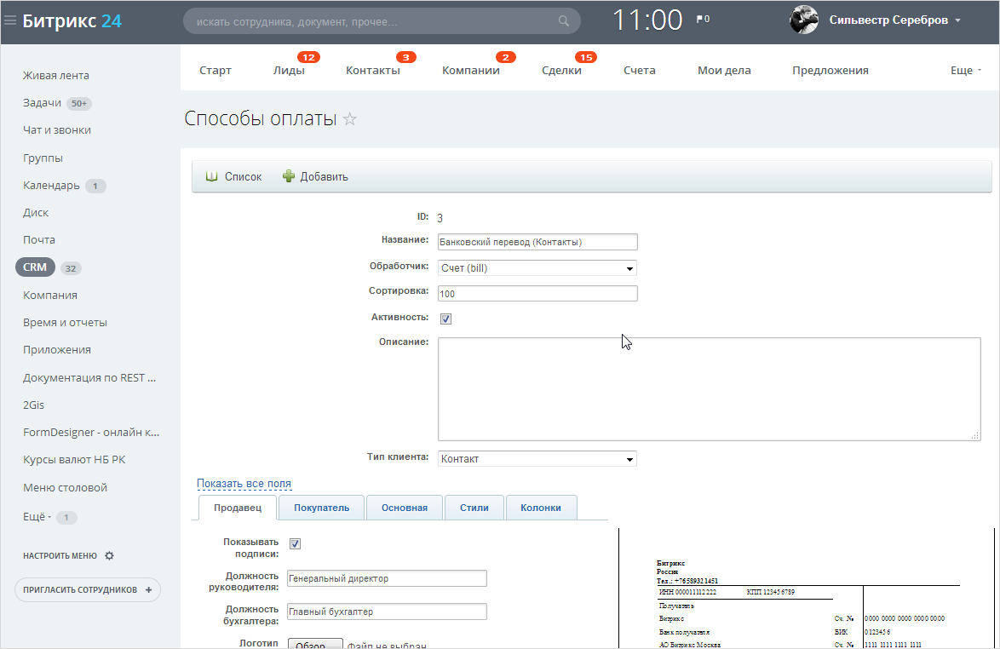 Битрикс 24
искать сотрудника, документ, прочее...
11:00
0
Сильвестр Серебров
Живая лента
Задачи 50+
Чат и звонки
Группы
Календарь 1
Диск
Почта
CRM 32
Компания
Время и отчеты
Приложения
Документация по REST ...
2Gis
FormDesigner - онлайн к...
Курсы валют НБ РК
Меню столовой
Ещё - 1
НАСТРОИТЬ МЕНЮ
ПРИГЛАСИТЬ СОТРУДНИКОВ +
Старт Лиды 12 Контакты 3 Компании 2 Сделки 15 Счета Мои дела Предложения Еще -
Способы оплаты
Список Добавить
ID: 3
Название: Банковский перевод (Контакты)
Обработчик: Счет (bill)
Сортировка: 100
Активность:
Описание:
Тип клиента: Контакт
Показать все поля
Продавец Покупатель Основная Стили Колонки
Показывать
подписи:
Должность
руководителя: Генеральный директор
Должность
бухгалтера: Главный бухгалтер
Логотип Обзор... Файл не выбран.
Битрикс
Россия
Тел.: +76589321451
ИНН 000011112222 КПП 123456789
Получатель
Битрикс Сч. № 0000 0000 0000 0000 0000
Банк получателя БИК 0123456
АО Битрикс Москва Сч. № 1111 1111 1111 1111